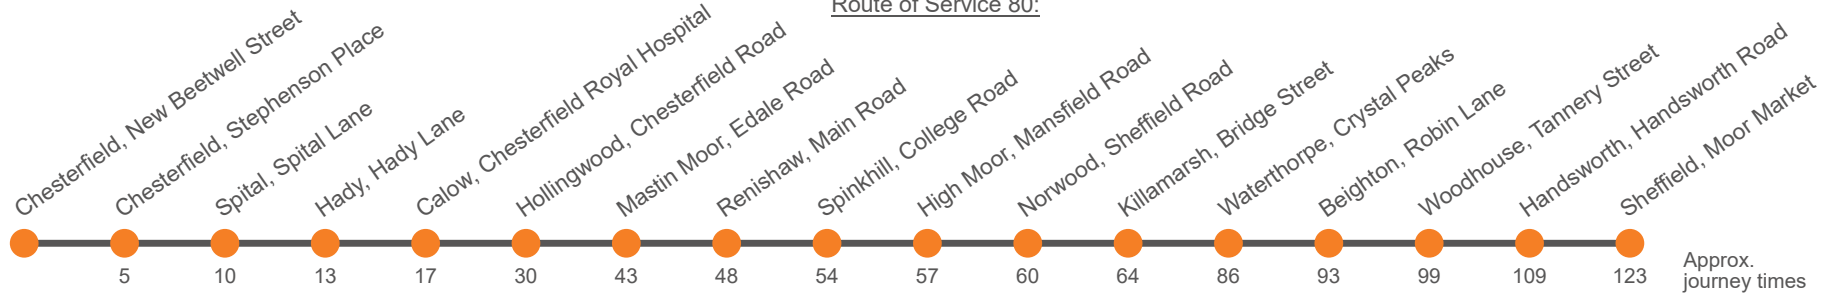 Route of Service 80:
Chesterfield, New Beetwell Street
Chesterfield, Stephenson Place
Spital, Spital Lane
Hady, Hady Lane
Calow, Chesterfield Royal Hospital
Hollingwood, Chesterfield Road
Mastin Moor, Edale Road
Renishaw, Main Road
Spinkhill, College Road
High Moor, Mansfield Road
Norwood, Sheffield Road
Killamarsh, Bridge Street
Waterthorpe, Crystal Peaks
Beighton, Robin Lane
Woodhouse, Tannery Street
Handsworth, Handsworth Road
Sheffield, Moor Market
5 10 13 17 30 43 48 54 57 60 64 86 93 99 109 123
Approx.
journey times